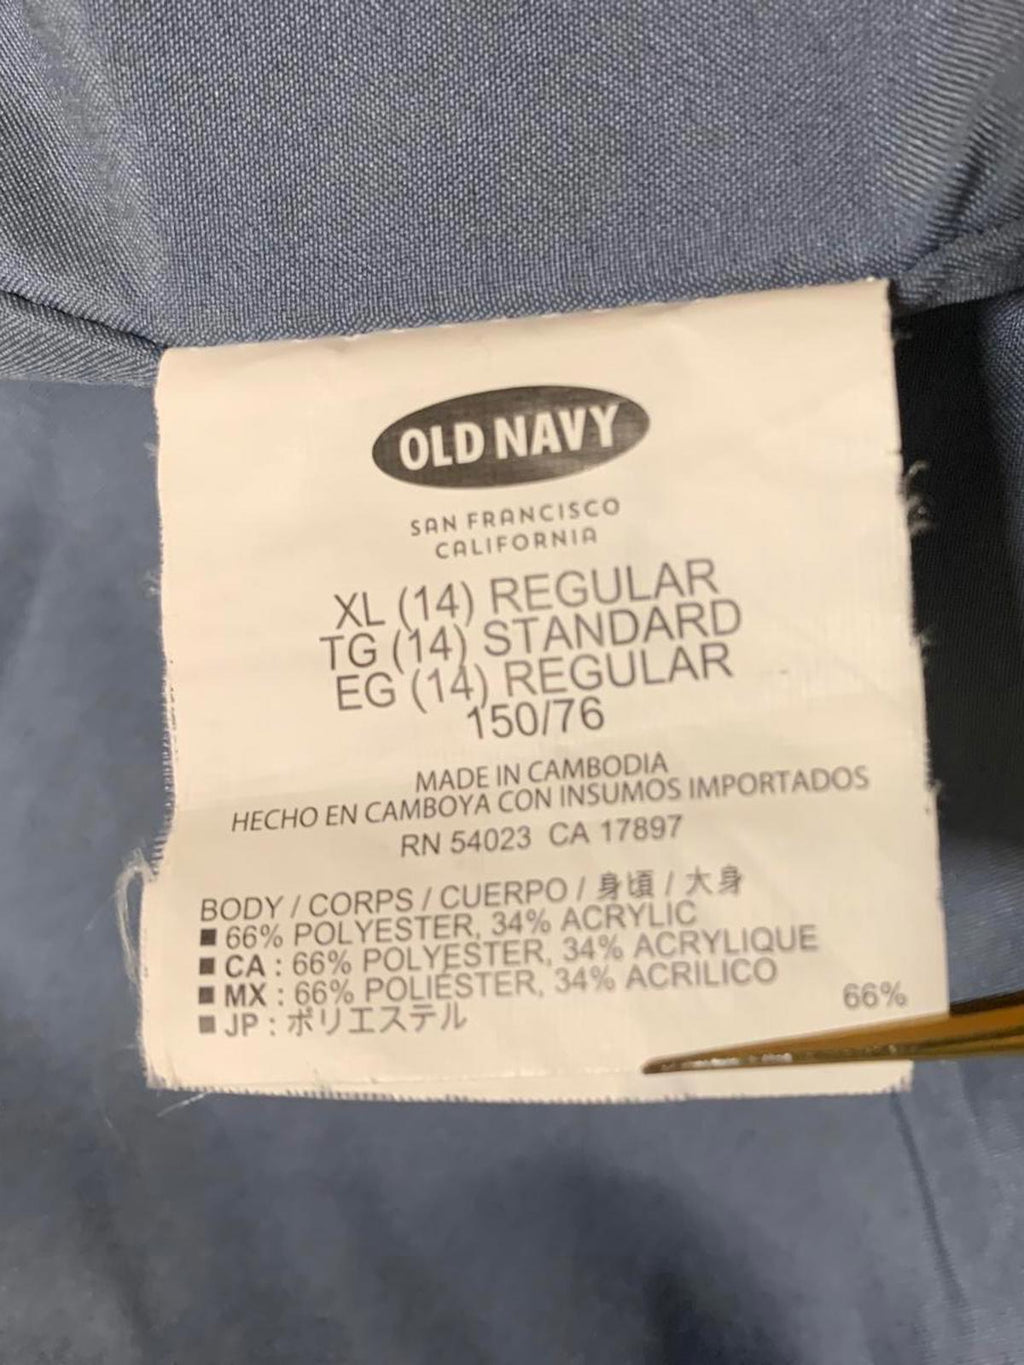 OLD NAVY
SAN FRANCISCO
CALIFORNIA
XL (14) REGULAR
TG (14) STANDARD
EG (14) REGULAR
150/76
MADE IN CAMBODIA
HECHO EN CAMBOYA CON INSUMOS IMPORTADOS
RN 54023 CA 17897
BODY / CORPS / CUERPO / 身頃 / 大身
■ 66% POLYESTER, 34% ACRYLIC
■ CA : 66% POLYESTER, 34% ACRYLIQUE
■ MX : 66% POLIÉSTER, 34% ACRILICO
■ JP : ポリエステル 66%